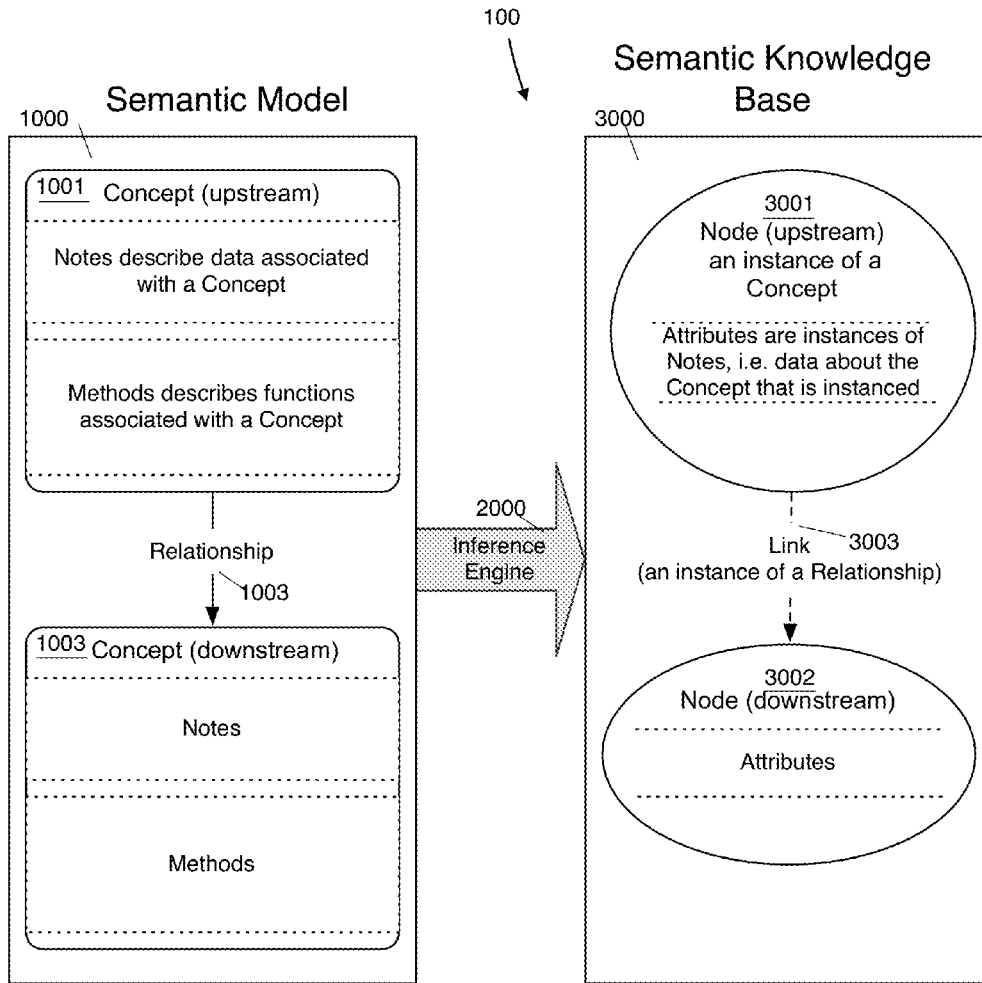 100
Semantic Model
1000
1001 Concept (upstream)
Notes describe data associated
with a Concept
Methods describes functions
associated with a Concept
Relationship
1003
1003 Concept (downstream)
Notes
Methods
2000
Inference
Engine
Semantic Knowledge
Base
3000
3001
Node (upstream)
an instance of a
Concept
Attributes are instances of
Notes, i.e. data about the
Concept that is instanced
3003
Link
(an instance of a Relationship)
3002
Node (downstream)
Attributes